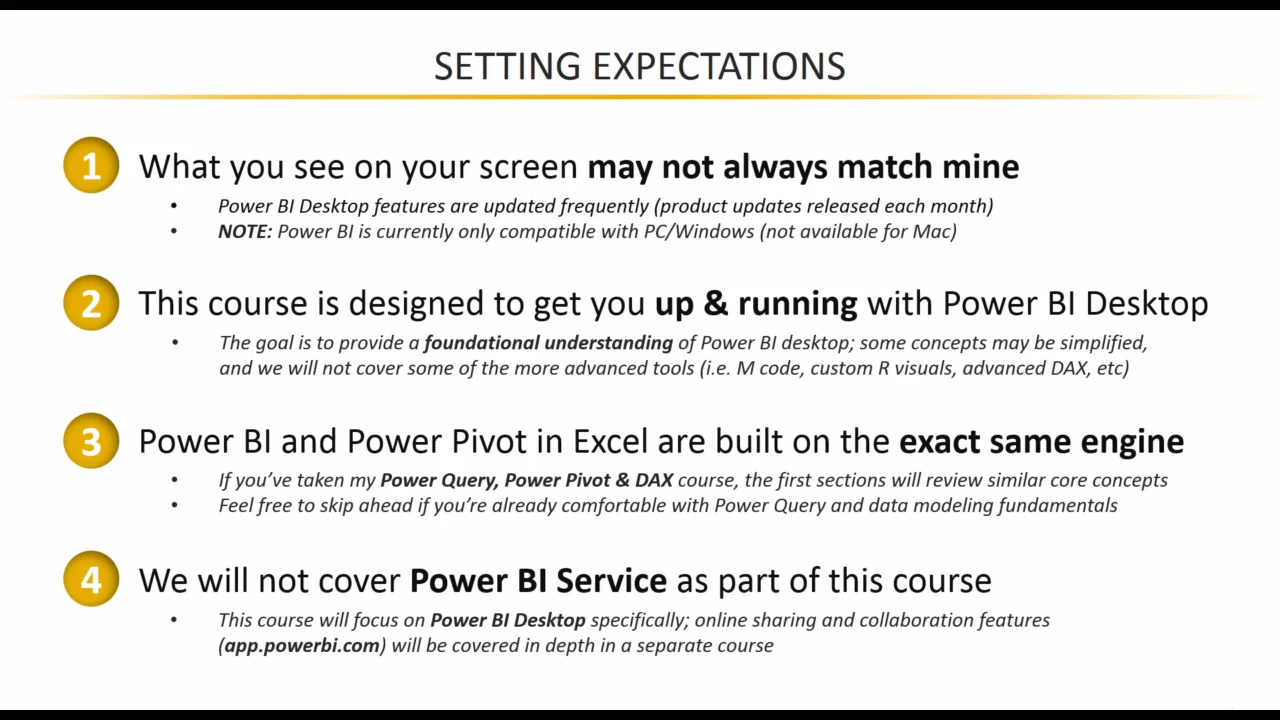 SETTING EXPECTATIONS
1 What you see on your screen may not always match mine
• Power BI Desktop features are updated frequently (product updates released each month)
• NOTE: Power BI is currently only compatible with PC/Windows (not available for Mac)
2 This course is designed to get you up & running with Power BI Desktop
• The goal is to provide a foundational understanding of Power BI desktop; some concepts may be simplified,
and we will not cover some of the more advanced tools (i.e. M code, custom R visuals, advanced DAX, etc)
3 Power BI and Power Pivot in Excel are built on the exact same engine
• If you’ve taken my Power Query, Power Pivot & DAX course, the first sections will review similar core concepts
• Feel free to skip ahead if you’re already comfortable with Power Query and data modeling fundamentals
4 We will not cover Power BI Service as part of this course
• This course will focus on Power BI Desktop specifically; online sharing and collaboration features
(app.powerbi.com) will be covered in depth in a separate course